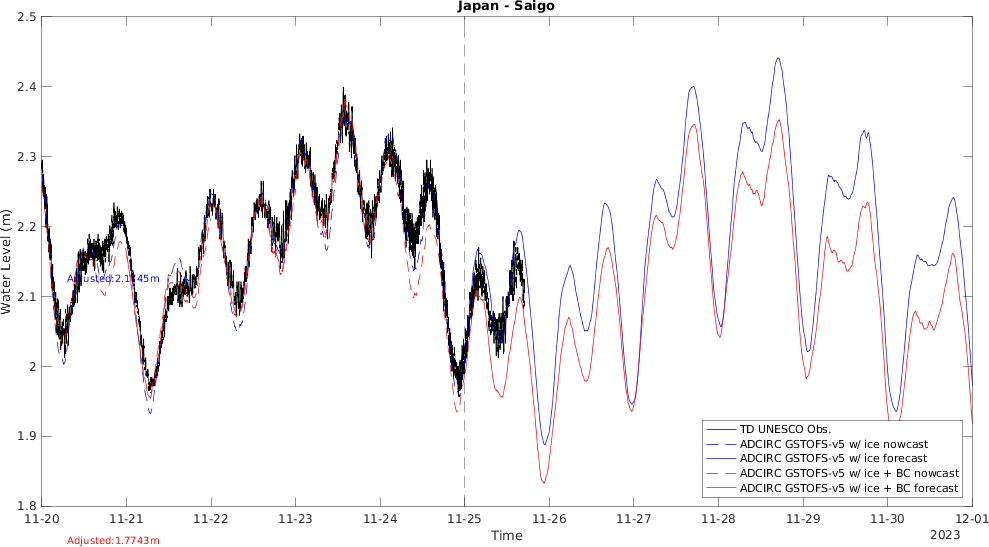 Japan - Saigo
2.5
2.4
2.3
2.2
2.1
2
1.9
1.8
Water Level (m)
Adjusted:2.1245m
TD UNESCO Obs.
ADCIRC GSTOFS-v5 w/ ice nowcast
ADCIRC GSTOFS-v5 w/ ice forecast
ADCIRC GSTOFS-v5 w/ ice + BC nowcast
ADCIRC GSTOFS-v5 w/ ice + BC forecast
11-20 11-21 11-22 11-23 11-24 11-25 11-26 11-27 11-28 11-29 11-30 12-01
Time
2023
Adjusted:1.7743m